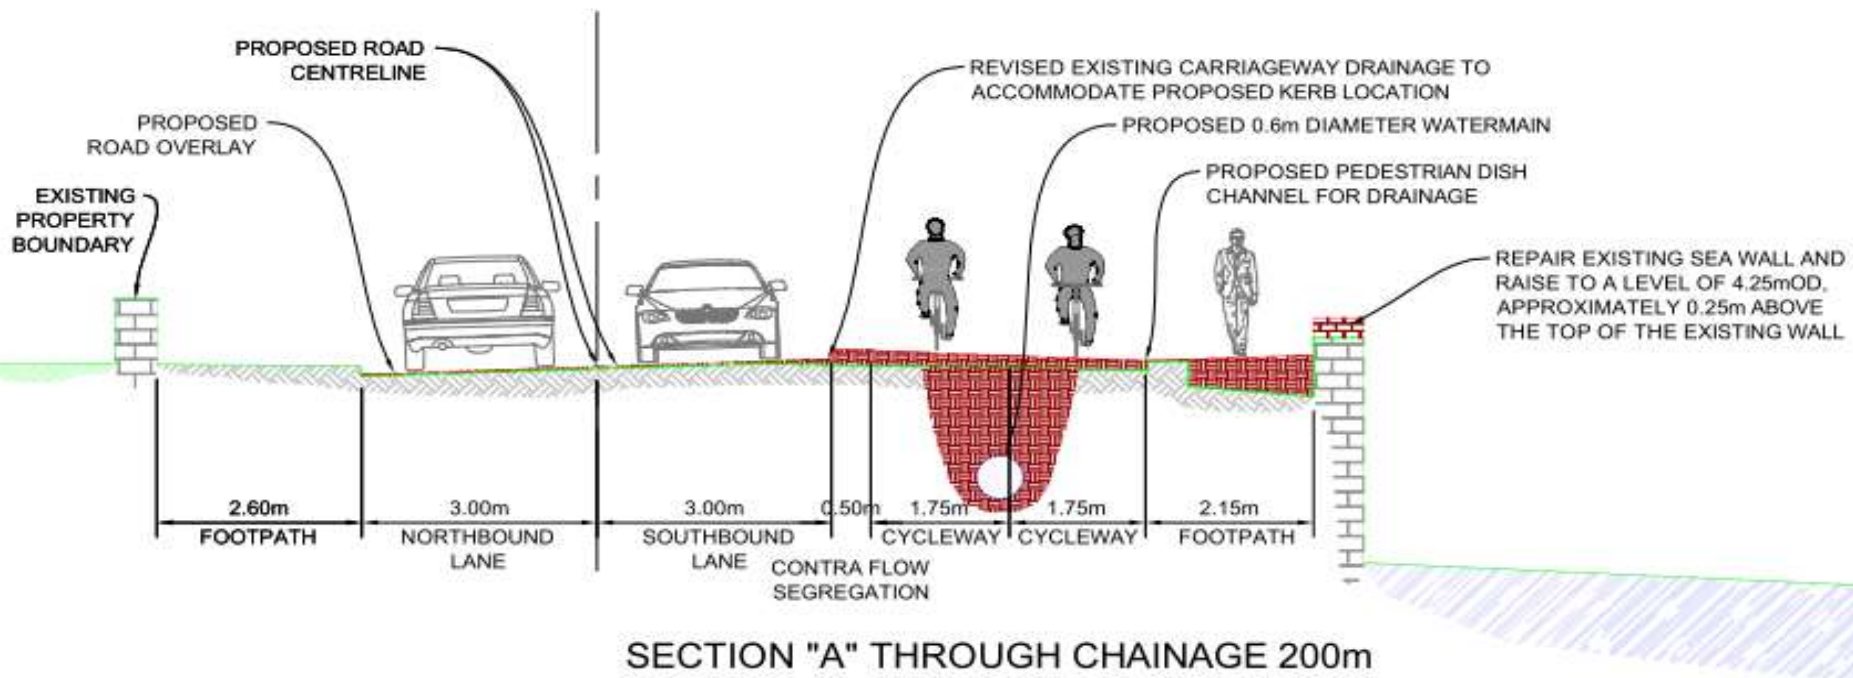 PROPOSED ROAD
CENTRELINE
PROPOSED
ROAD OVERLAY
EXISTING
PROPERTY
BOUNDARY
REVISED EXISTING CARRIAGEWAY DRAINAGE TO
ACCOMMODATE PROPOSED KERB LOCATION
PROPOSED 0.6m DIAMETER WATERMAIN
PROPOSED PEDESTRIAN DISH
CHANNEL FOR DRAINAGE
REPAIR EXISTING SEA WALL AND
RAISE TO A LEVEL OF 4.25mOD,
APPROXIMATELY 0.25m ABOVE
THE TOP OF THE EXISTING WALL
2.60m
FOOTPATH
3.00m
NORTHBOUND
LANE
3.00m
SOUTHBOUND
LANE
0.50m
CONTRA FLOW
SEGREGATION
1.75m
CYCLEWAY
1.75m
CYCLEWAY
2.15m
FOOTPATH
SECTION "A" THROUGH CHAINAGE 200m